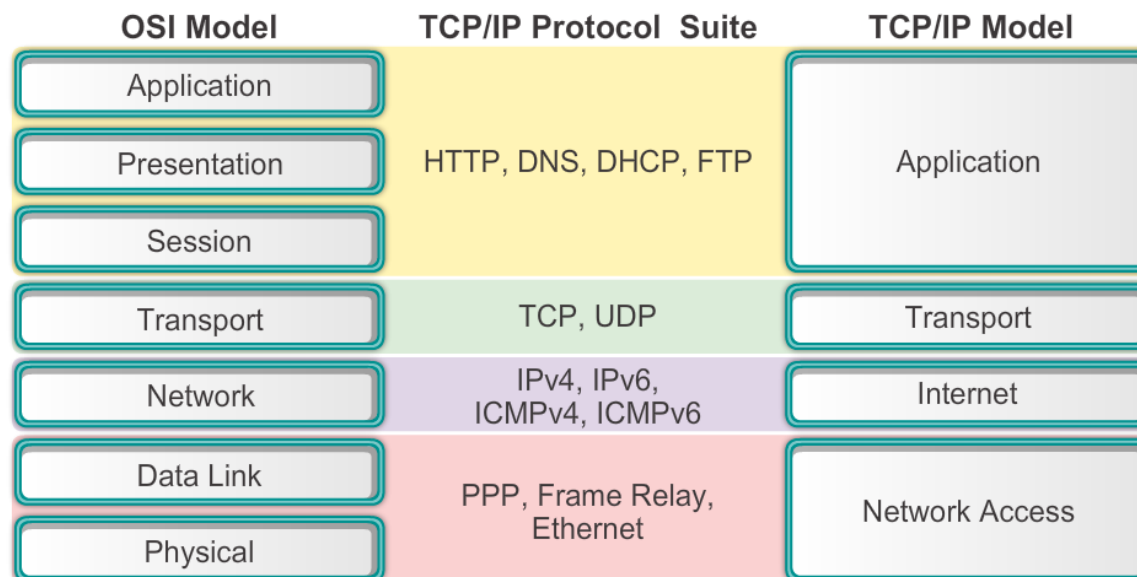 OSI Model TCP/IP Protocol Suite TCP/IP Model
Application
Presentation HTTP, DNS, DHCP, FTP Application
Session
Transport TCP, UDP Transport
Network IPv4, IPv6, Internet
ICMPv4, ICMPv6
Data Link
PPP, Frame Relay, Network Access
Ethernet
Physical